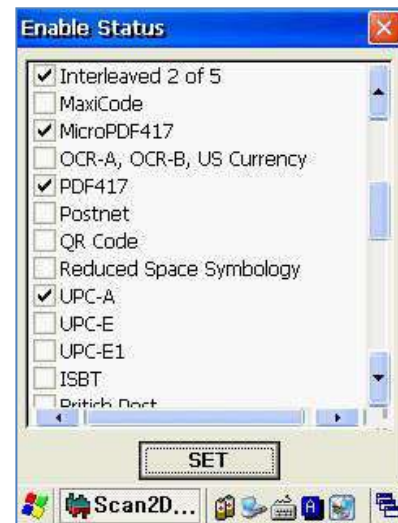 Enable Status
Interleaved 2 of 5
MaxiCode
MicroPDF417
OCR-A, OCR-B, US Currency
PDF417
Postnet
QR Code
Reduced Space Symbology
UPC-A
UPC-E
UPC-E1
ISBT
SET
Scan2D...
A